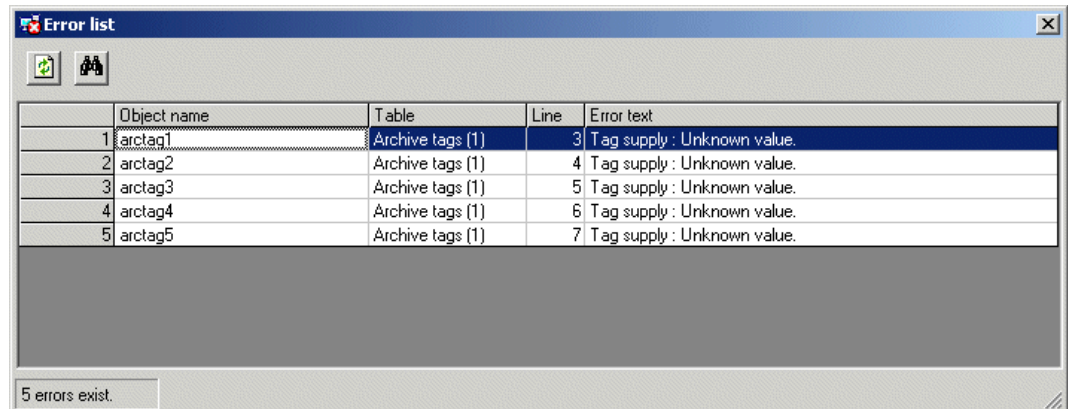 Error list
Object name Table Line Error text
1 arctag1 Archive tags (1) 3 Tag supply : Unknown value.
2 arctag2 Archive tags (1) 4 Tag supply : Unknown value.
3 arctag3 Archive tags (1) 5 Tag supply : Unknown value.
4 arctag4 Archive tags (1) 6 Tag supply : Unknown value.
5 arctag5 Archive tags (1) 7 Tag supply : Unknown value.
5 errors exist.